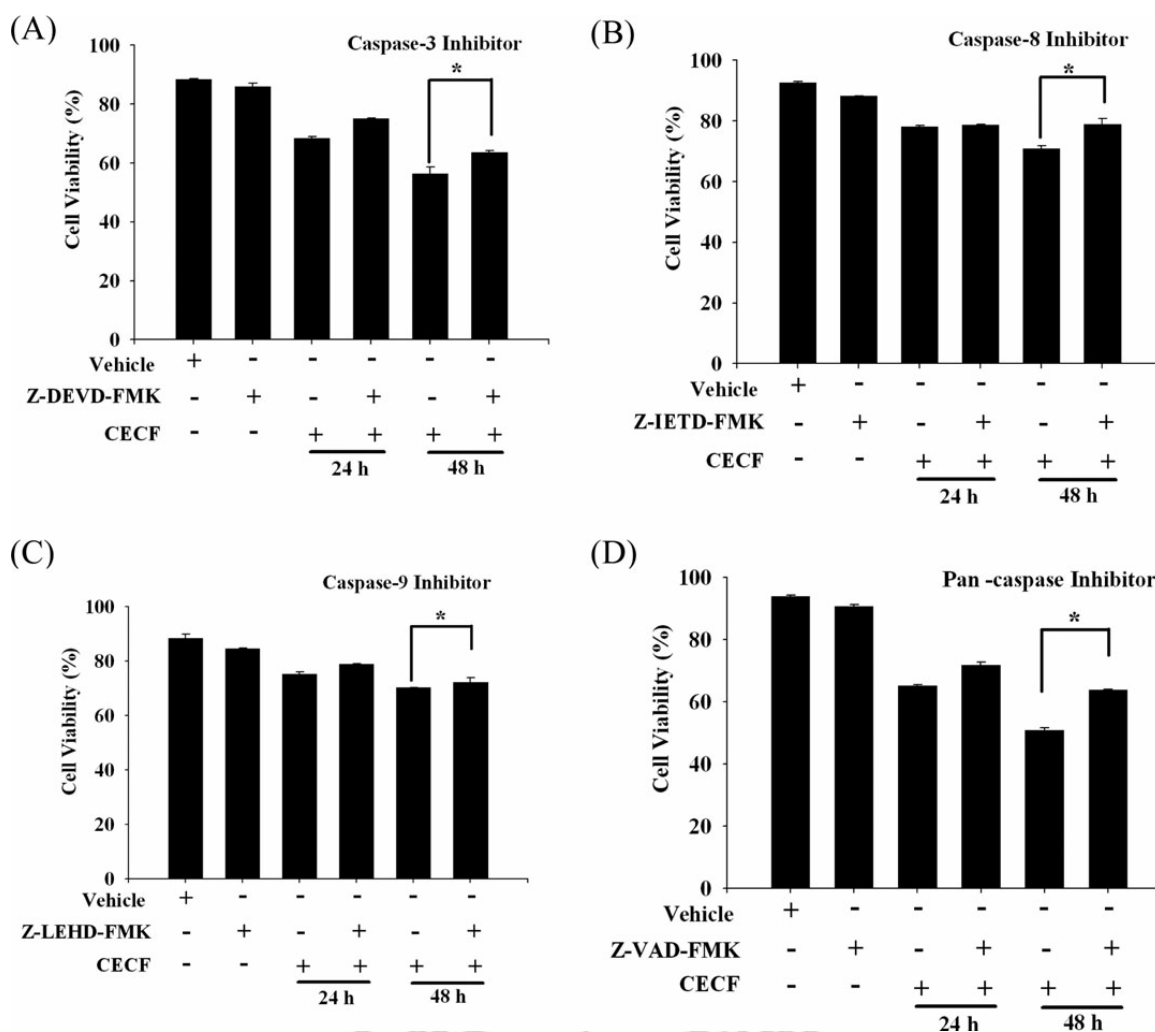 (A)
Caspase-3 Inhibitor
*
Cell Viability (%)
100
80
60
40
20
0
Vehicle + - - - - -
Z-DEVD-FMK - + - + - +
CECF - - + + + +
24 h 48 h
(B)
Caspase-8 Inhibitor
*
Cell Viability (%)
100
80
60
40
20
0
Vehicle + - - - - -
Z-IETD-FMK - + - + - +
CECF - - + + + +
24 h 48 h
(C)
Caspase-9 Inhibitor
*
Cell Viability (%)
100
80
60
40
20
0
Vehicle + - - - - -
Z-LEHD-FMK - + - + - +
CECF - - + + + +
24 h 48 h
(D)
Pan -caspase Inhibitor
*
Cell Viability (%)
100
80
60
40
20
0
Vehicle + - - - - -
Z-VAD-FMK - + - + - +
CECF - - + + + +
24 h 48 h